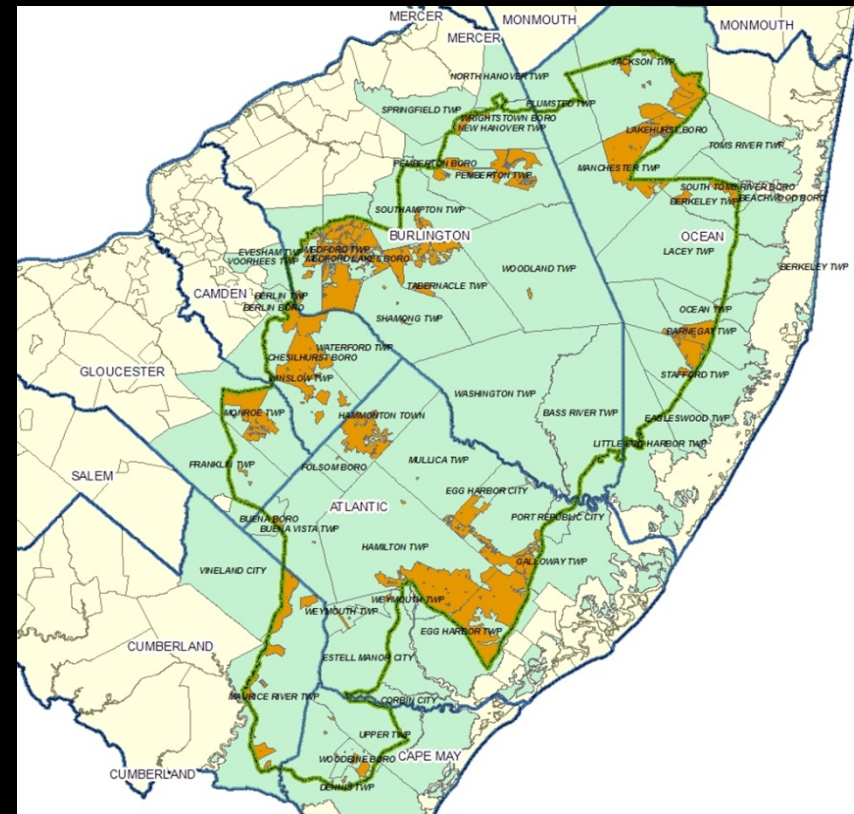 MERCER
MONMOUTH
MONMOUTH
MERCER
JACKSON TWP
NORTH HANOVER TWP
PLUMSTED TWP
SPRINGFIELD TWP
WRIGHTSTOWN BORO
NEW HANOVER TWP
LAKEHURST BORO
TOMS RIVER TWP
PEMBERTON BORO
PEMBERTON TWP
MANCHESTER TWP
SOUTH TOMS RIVER BORO
BERKELEY TWP
BEACHWOOD BORO
SOUTHAMPTON TWP
BURLINGTON
OCEAN
EVESHAM TWP
MEDFORD TWP
VOORHEES TWP
MEDFORD LAKES BORO
LACEY TWP
WOODLAND TWP
BERKELEY TWP
TABERNACLE TWP
CAMDEN
BERLIN TWP
BERLIN BORO
SHAMONG TWP
OCEAN TWP
BARNEGAT TWP
WATERFORD TWP
CHESILHURST BORO
GLOUCESTER
WINSLOW TWP
STAFFORD TWP
WASHINGTON TWP
MONROE TWP
HAMMONTON TOWN
BASS RIVER TWP
EAGLESWOOD TWP
LITTLE EGG HARBOR TWP
FRANKLIN TWP
FOLSOM BORO
MULLICA TWP
SALEM
EGG HARBOR CITY
ATLANTIC
PORT REPUBLIC CITY
BUENA BORO
BUENA VISTA TWP
HAMILTON TWP
GALLOWAY TWP
VINELAND CITY
WEYMOUTH TWP
WEYMOUTH TWP
EGG HARBOR TWP
CUMBERLAND
ESTELL MANOR CITY
MAURICE RIVER TWP
CORBIN CITY
UPPER TWP
WOODBINE BORO
CAPE MAY
CUMBERLAND
DENNIS TWP